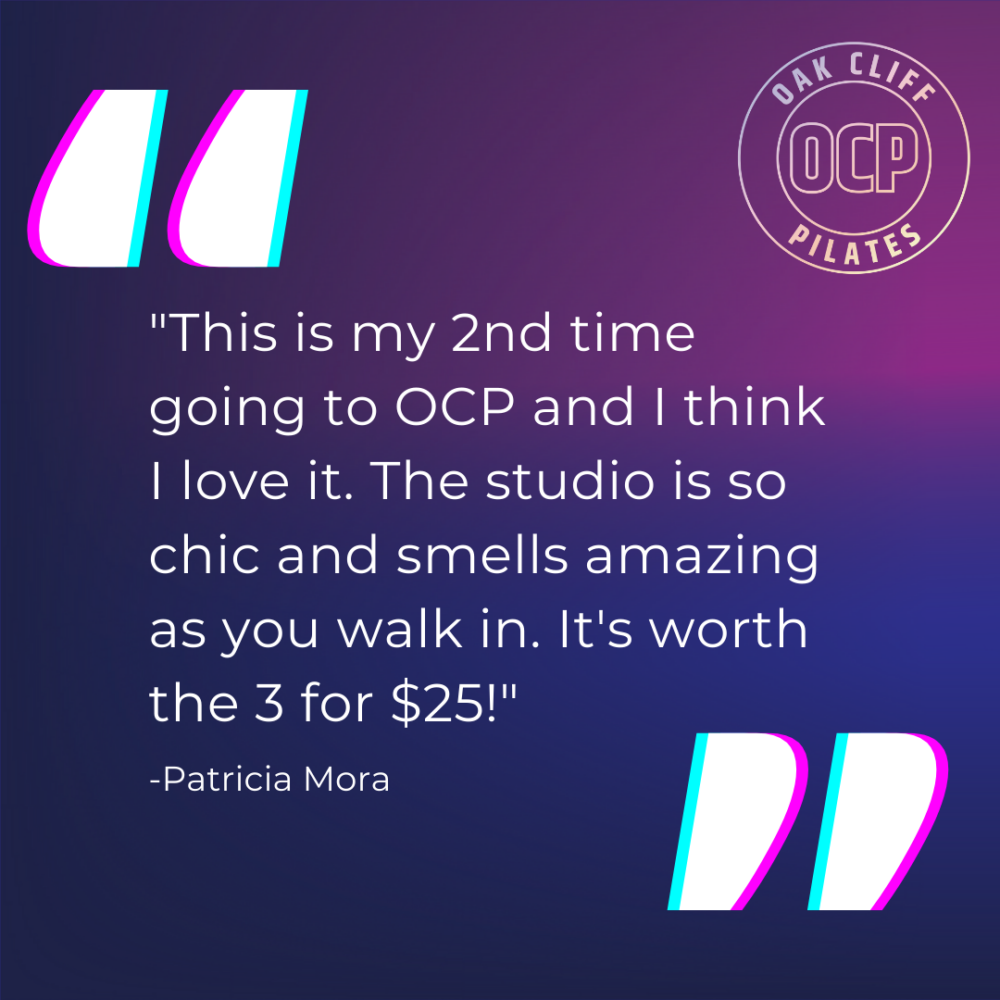 OAK CLIFF
OCP
PILATES
"This is my 2nd time
going to OCP and I think
I love it. The studio is so
chic and smells amazing
as you walk in. It's worth
the 3 for $25!"
-Patricia Mora